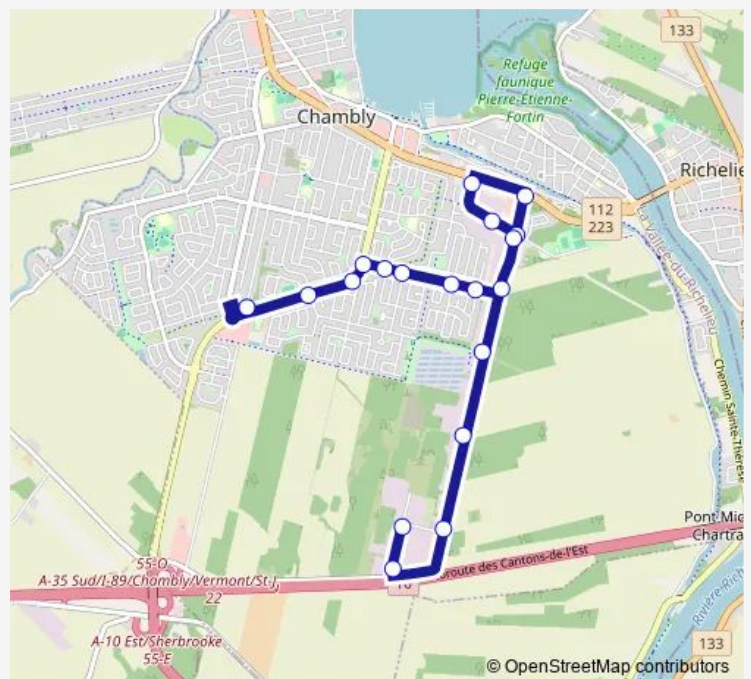 133
Refuge
faunique
Pierre-Étienne-
Fortin
Chambly
Richelie
112
223
La Vallée-du-Richelieu
Chemin Sainte-Thérèse
Pont Mic
Chartra
oroute des Cantons-de-l'Est
55-O
A-35 Sud/I-89/Chambly/Vermont/St-J
22
10
A-10 Est/Sherbrooke
55-E
Rivière-Rich
133
© OpenStreetMap contributors